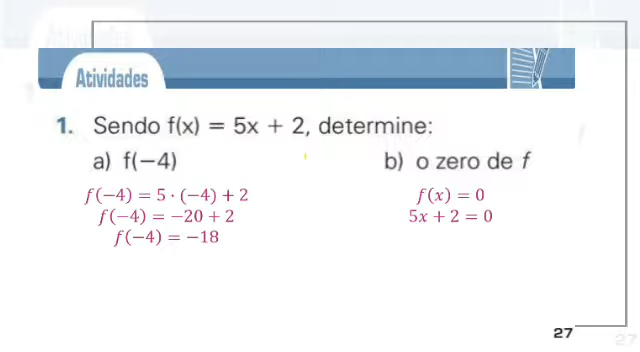 Atividades
1. Sendo f(x) = 5x + 2, determine:
a) f(−4)
b) o zero de f
f(−4) = 5 · (−4) + 2
f(−4) = −20 + 2
f(−4) = −18
f(x) = 0
5x + 2 = 0
27
27